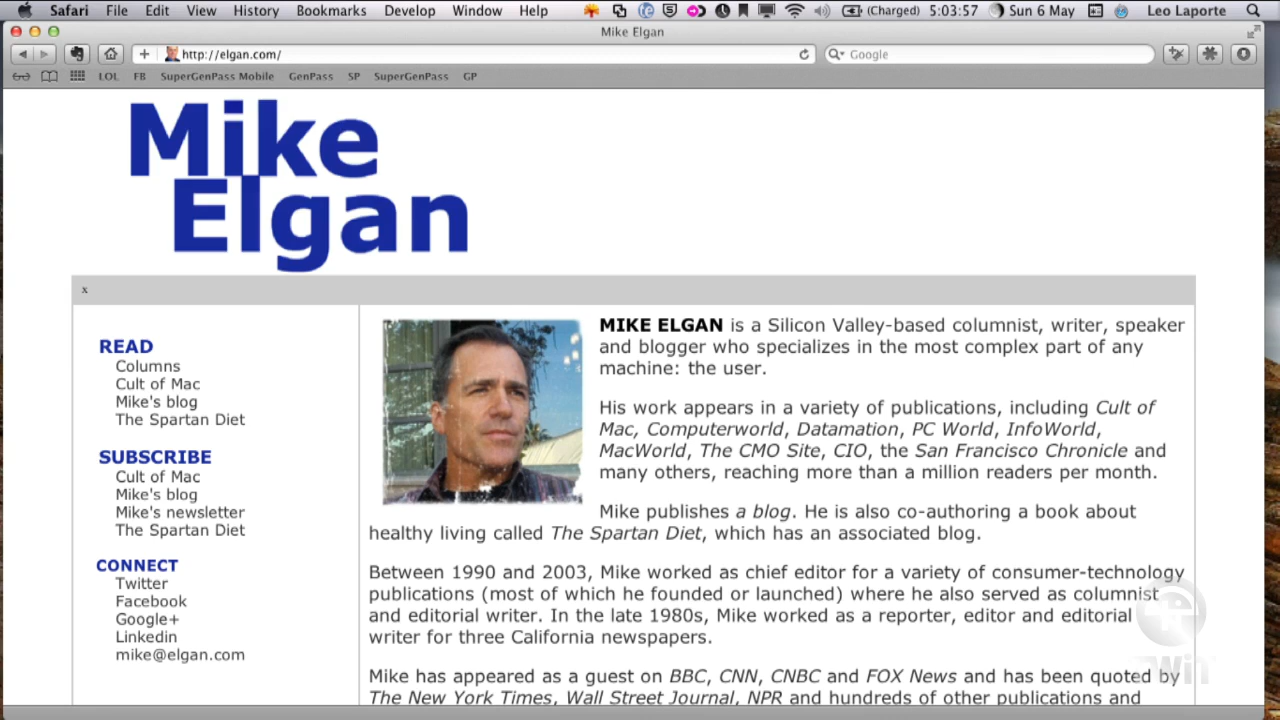 Safari File Edit View History Bookmarks Develop Window Help (Charged) 5:03:57 Sun 6 May Leo Laporte
Mike Elgan
http://elgan.com/ Google
LOL FB SuperGenPass Mobile GenPass SP SuperGenPass GP
Mike
Elgan
x
READ
Columns
Cult of Mac
Mike's blog
The Spartan Diet
SUBSCRIBE
Cult of Mac
Mike's blog
Mike's newsletter
The Spartan Diet
CONNECT
Twitter
Facebook
Google+
Linkedin
mike@elgan.com
MIKE ELGAN is a Silicon Valley-based columnist, writer, speaker
and blogger who specializes in the most complex part of any
machine: the user.
His work appears in a variety of publications, including Cult of
Mac, Computerworld, Datamation, PC World, InfoWorld,
MacWorld, The CMO Site, CIO, the San Francisco Chronicle and
many others, reaching more than a million readers per month.
Mike publishes a blog. He is also co-authoring a book about
healthy living called The Spartan Diet, which has an associated blog.
Between 1990 and 2003, Mike worked as chief editor for a variety of consumer-technology
publications (most of which he founded or launched) where he also served as columnist
and editorial writer. In the late 1980s, Mike worked as a reporter, editor and editorial
writer for three California newspapers.
Mike has appeared as a guest on BBC, CNN, CNBC and FOX News and has been quoted by
The New York Times, Wall Street Journal, NPR and hundreds of other publications and